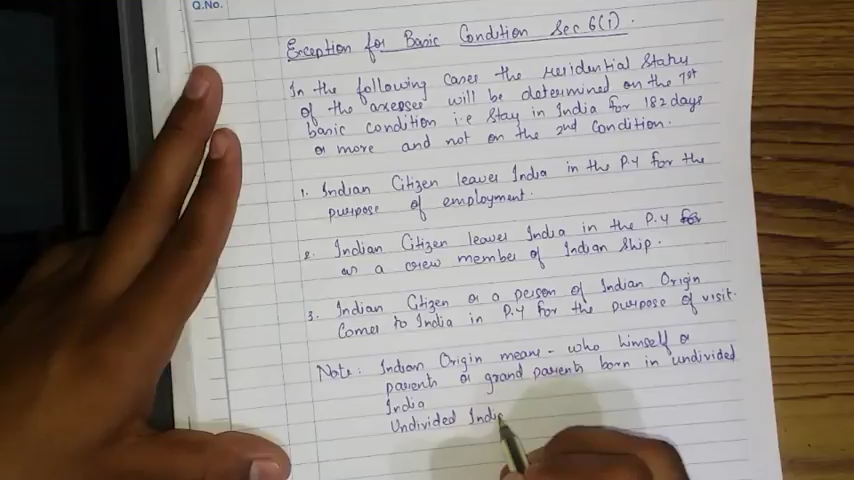 Q.No.
Exception for Basic Condition Sec 6(1).
In the following cases the residential Status
of the assessee will be determined on the 1st
basic condition i.e Stay in India for 182 days
or more and not on the 2nd Condition.
1. Indian Citizen leaves India in the P.Y for the
purpose of employment.
2. Indian Citizen leaves India in the P.Y for
as a crew member of Indian Ship.
3. Indian Citizen or a person of Indian Origin
Comes to India in P.Y for the purpose of visit.
Note: Indian Origin means - who himself or
parents or grand parents born in undivided
India
Undivided India